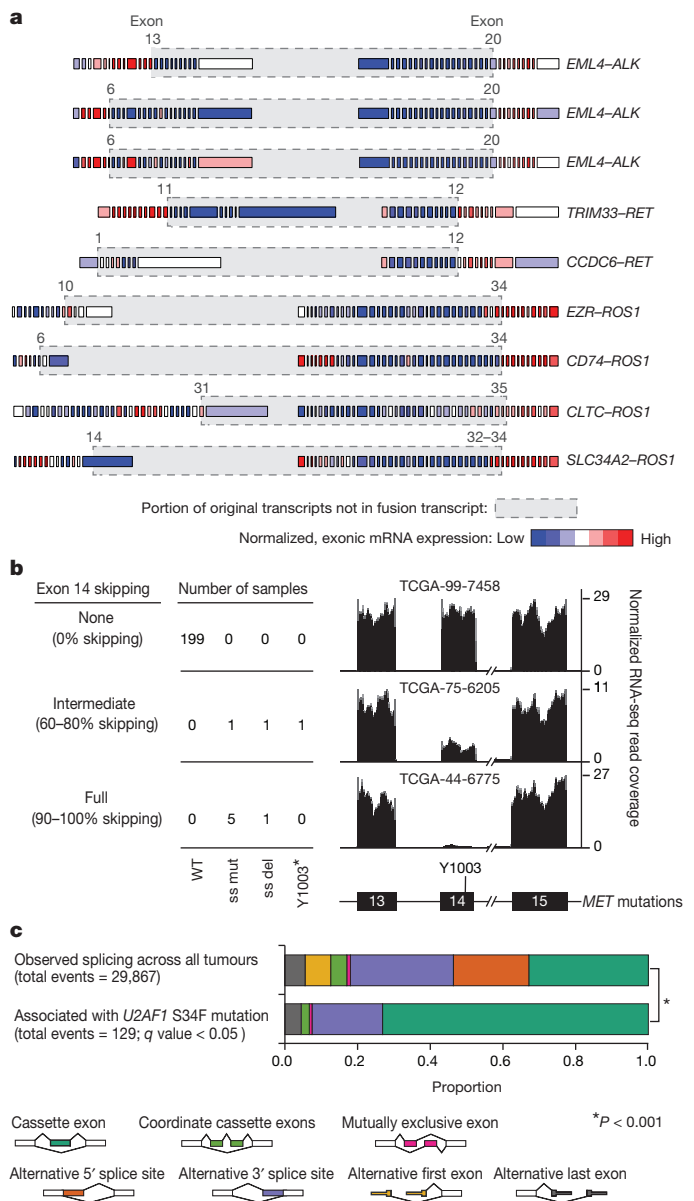 a
Exon
Exon
13
20
EML4–ALK
6
20
EML4–ALK
6
20
EML4–ALK
11
12
TRIM33–RET
1
12
CCDC6–RET
10
34
EZR–ROS1
6
34
CD74–ROS1
31
35
CLTC–ROS1
14
32–34
SLC34A2–ROS1
Portion of original transcripts not in fusion transcript:
Normalized, exonic mRNA expression: Low
High
b
Exon 14 skipping
Number of samples
None
(0% skipping)
199 0 0 0
Intermediate
(60–80% skipping)
0 1 1 1
Full
(90–100% skipping)
0 5 1 0
WT
ss mut
ss del
Y1003*
TCGA-99-7458
29
0
TCGA-75-6205
11
0
TCGA-44-6775
27
0
Normalized RNA-seq read coverage
Y1003
13
14
15
MET mutations
c
Observed splicing across all tumours
(total events = 29,867)
Associated with U2AF1 S34F mutation
(total events = 129; q value < 0.05 )
*
0.0 0.2 0.4 0.6 0.8 1.0
Proportion
Cassette exon
Coordinate cassette exons
Mutually exclusive exon
*P < 0.001
Alternative 5′ splice site
Alternative 3′ splice site
Alternative first exon
Alternative last exon